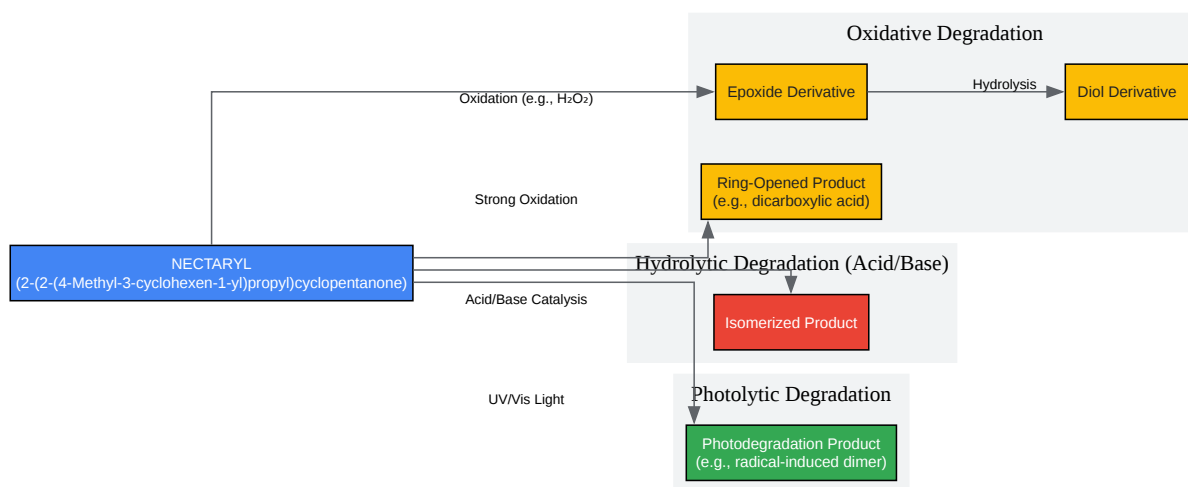 Oxidative Degradation
Oxidation (e.g., H₂O₂)
Epoxide Derivative
Hydrolysis
Diol Derivative
Strong Oxidation
Ring-Opened Product
(e.g., dicarboxylic acid)
NECTARYL
(2-(2-(4-Methyl-3-cyclohexen-1-yl)propyl)cyclopentanone)
Hydrolytic Degradation (Acid/Base)
Acid/Base Catalysis
Isomerized Product
Photolytic Degradation
UV/Vis Light
Photodegradation Product
(e.g., radical-induced dimer)